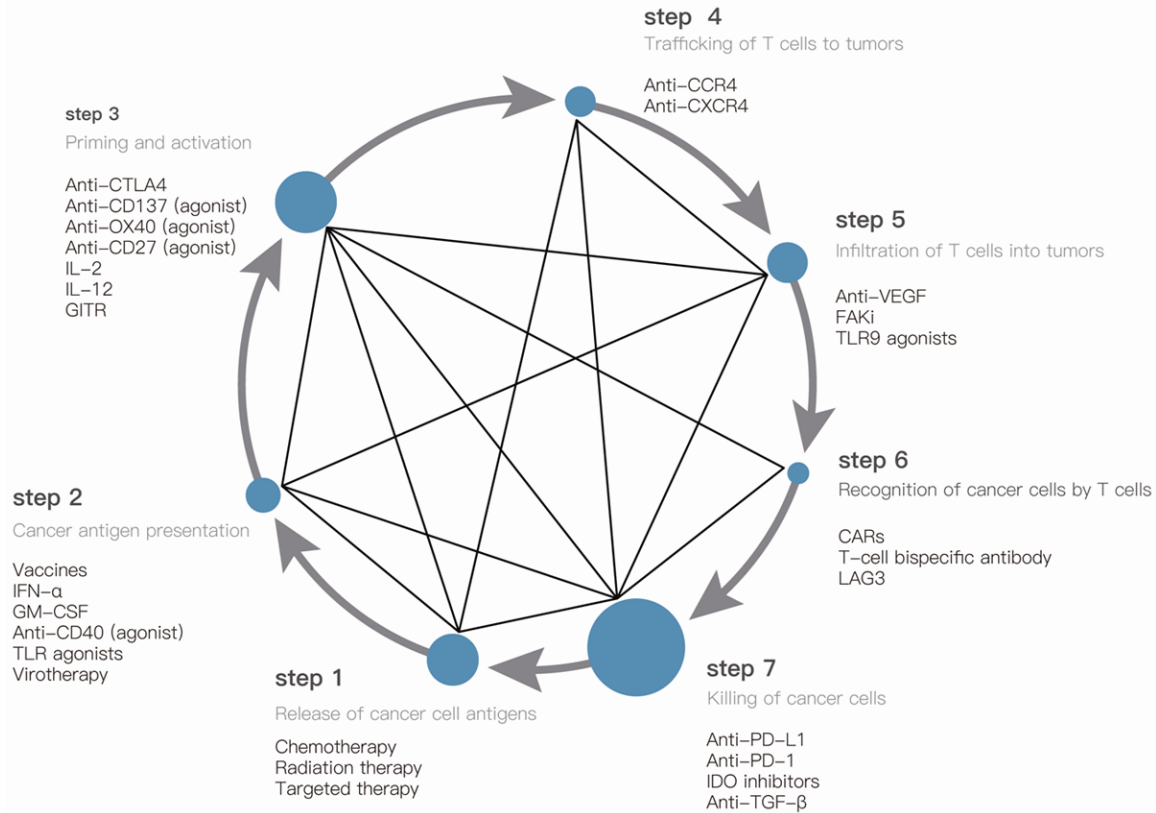 step 4
Trafficking of T cells to tumors
Anti–CCR4
Anti–CXCR4
step 3
Priming and activation
Anti–CTLA4
Anti–CD137 (agonist)
Anti–OX40 (agonist)
Anti–CD27 (agonist)
IL–2
IL–12
GITR
step 5
Infiltration of T cells into tumors
Anti–VEGF
FAKi
TLR9 agonists
step 6
Recognition of cancer cells by T cells
CARs
T–cell bispecific antibody
LAG3
step 2
Cancer antigen presentation
Vaccines
IFN–α
GM–CSF
Anti–CD40 (agonist)
TLR agonists
Virotherapy
step 1
Release of cancer cell antigens
Chemotherapy
Radiation therapy
Targeted therapy
step 7
Killing of cancer cells
Anti–PD–L1
Anti–PD–1
IDO inhibitors
Anti–TGF–β